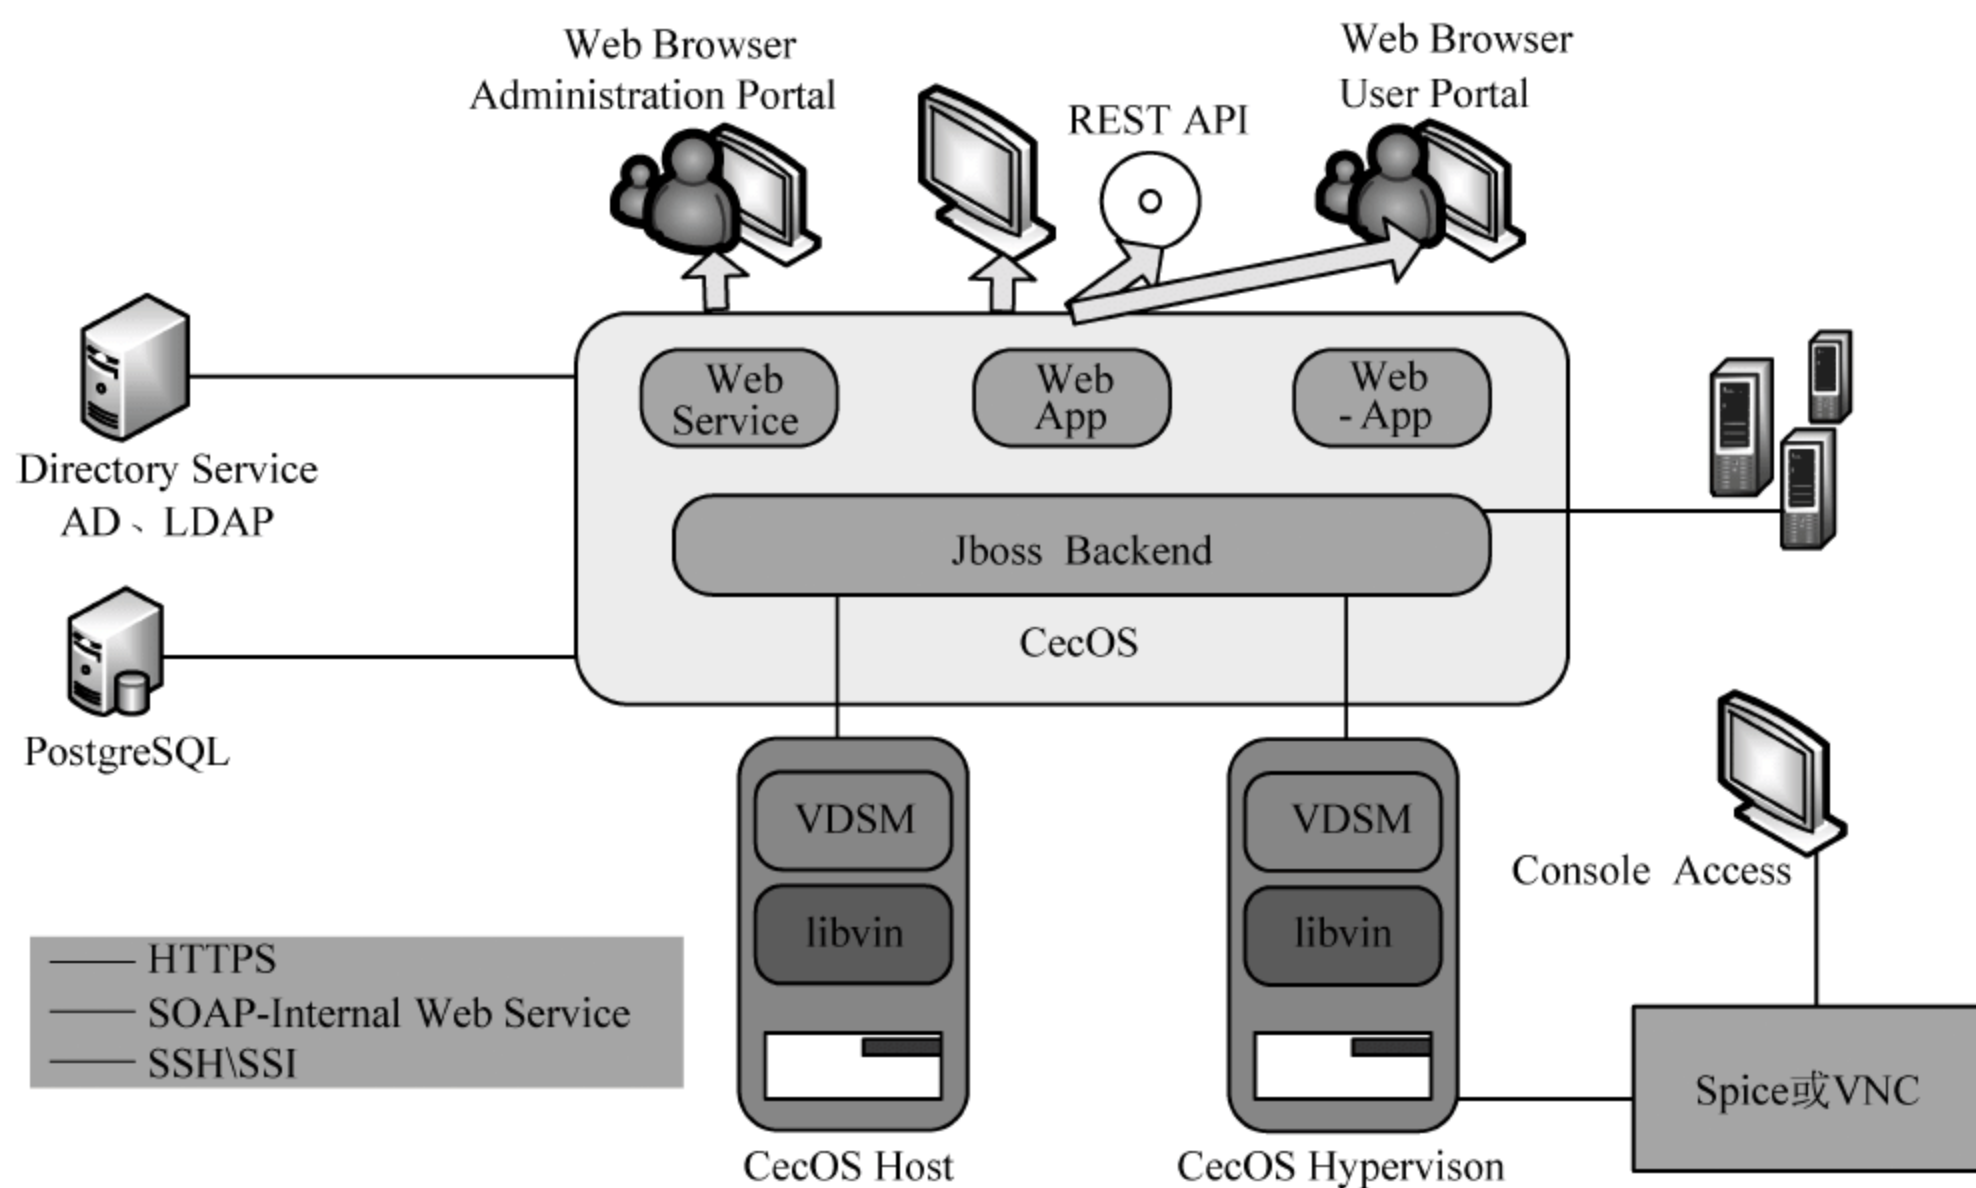 Web Browser
Administration Portal
REST API
Web Browser
User Portal
Web
Service
Web
App
Web
- App
Directory Service
AD、LDAP
Jboss Backend
CecOS
PostgreSQL
VDSM
libvin
CecOS Host
VDSM
libvin
CecOS Hypervison
Console Access
Spice或VNC
HTTPS
SOAP-Internal Web Service
SSH\SSI